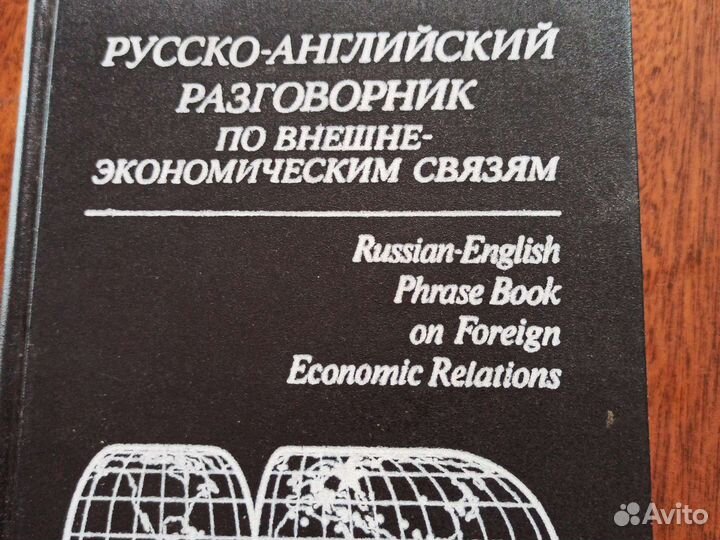 РУССКО-АНГЛИЙСКИЙ
РАЗГОВОРНИК
ПО ВНЕШНЕ-
ЭКОНОМИЧЕСКИМ СВЯЗЯМ
Russian-English
Phrase Book
on Foreign
Economic Relations
Avito